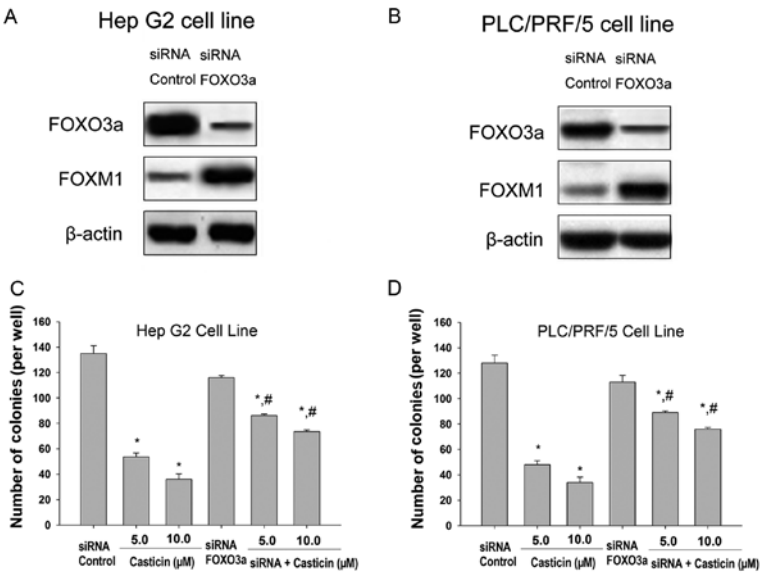 A
Hep G2 cell line
siRNA siRNA
Control FOXO3a
FOXO3a
FOXM1
β-actin
B
PLC/PRF/5 cell line
siRNA siRNA
Control FOXO3a
FOXO3a
FOXM1
β-actin
C
Hep G2 Cell Line
Number of colonies (per well)
160
140
120
100
80
60
40
20
0
*
*
*,#
*,#
siRNA
Control
5.0 10.0
Casticin (μM)
siRNA
FOXO3a
5.0 10.0
siRNA + Casticin (μM)
D
PLC/PRF/5 Cell Line
Number of colonies (per well)
160
140
120
100
80
60
40
20
0
*
*
*,#
*,#
siRNA
Control
5.0 10.0
Casticin (μM)
siRNA
FOXO3a
5.0 10.0
siRNA + Casticin (μM)